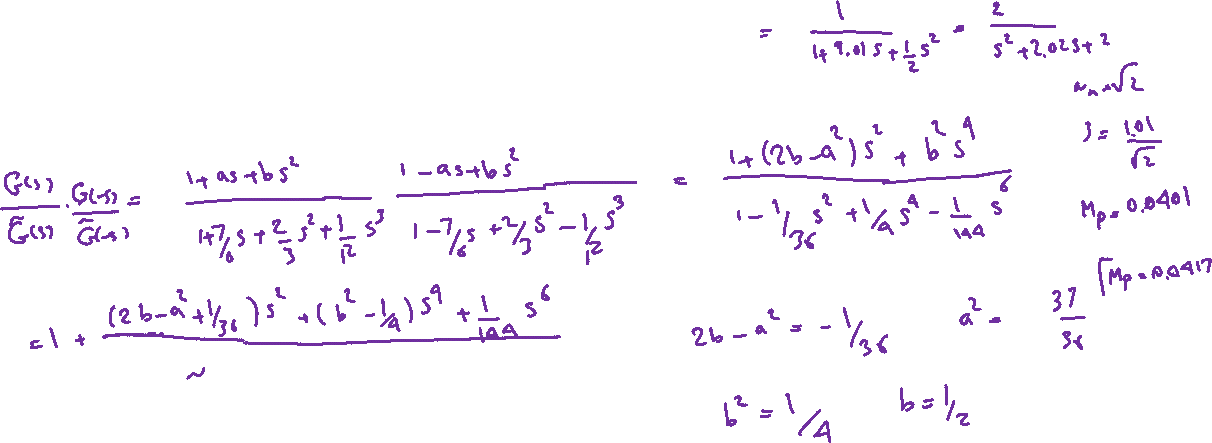 = 1/(1+9.01s+1/2 s²) = 2/(s²+2.02s+2)
ωₙ=√2
G(s)/G̃(s) · G(-s)/G̃(-s) = (1+as+bs²)/(1+7/6 s+2/3 s²+1/12 s³) (1-as+bs²)/(1-7/6 s+2/3 s²-1/12 s³) = (1+(2b-a²)s²+b²s⁴)/(1-1/36 s²+1/4 s⁴-1/144 s⁶)
ζ = 1.01/√2
Mp=0.0401
[Mp=0.0417
=1+ ((2b-a²+1/36)s²+(b²-1/4)s⁴+1/144 s⁶)/~
2b-a² = -1/36 a² = 37/36
b² = 1/4 b=1/2